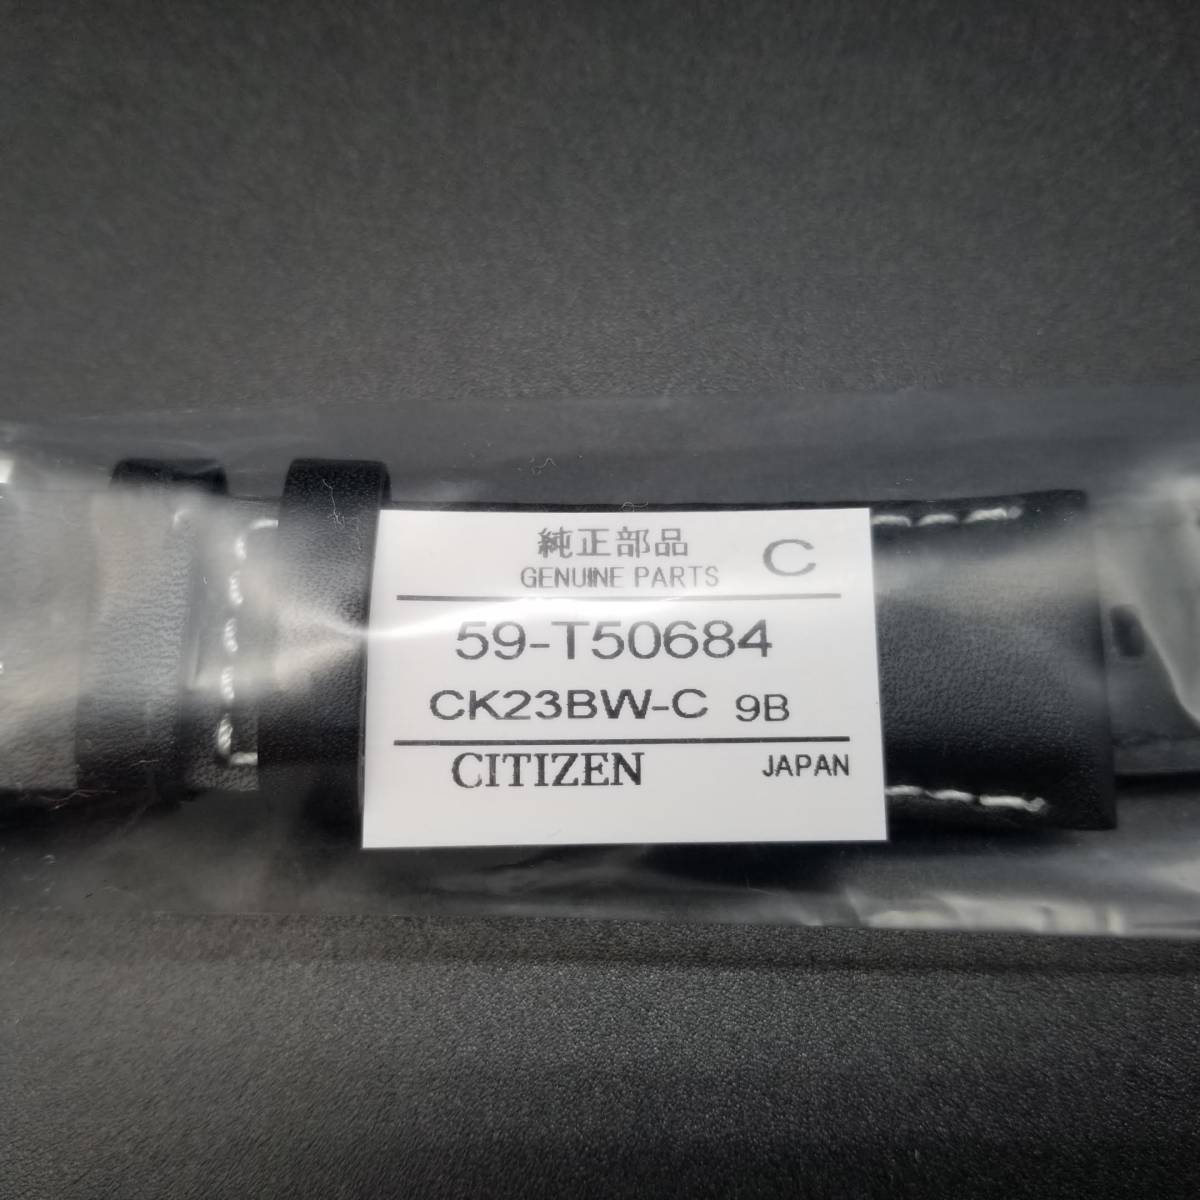 純正部品 C
GENUINE PARTS
59-T50684
CK23BW-C 9B
CITIZEN JAPAN